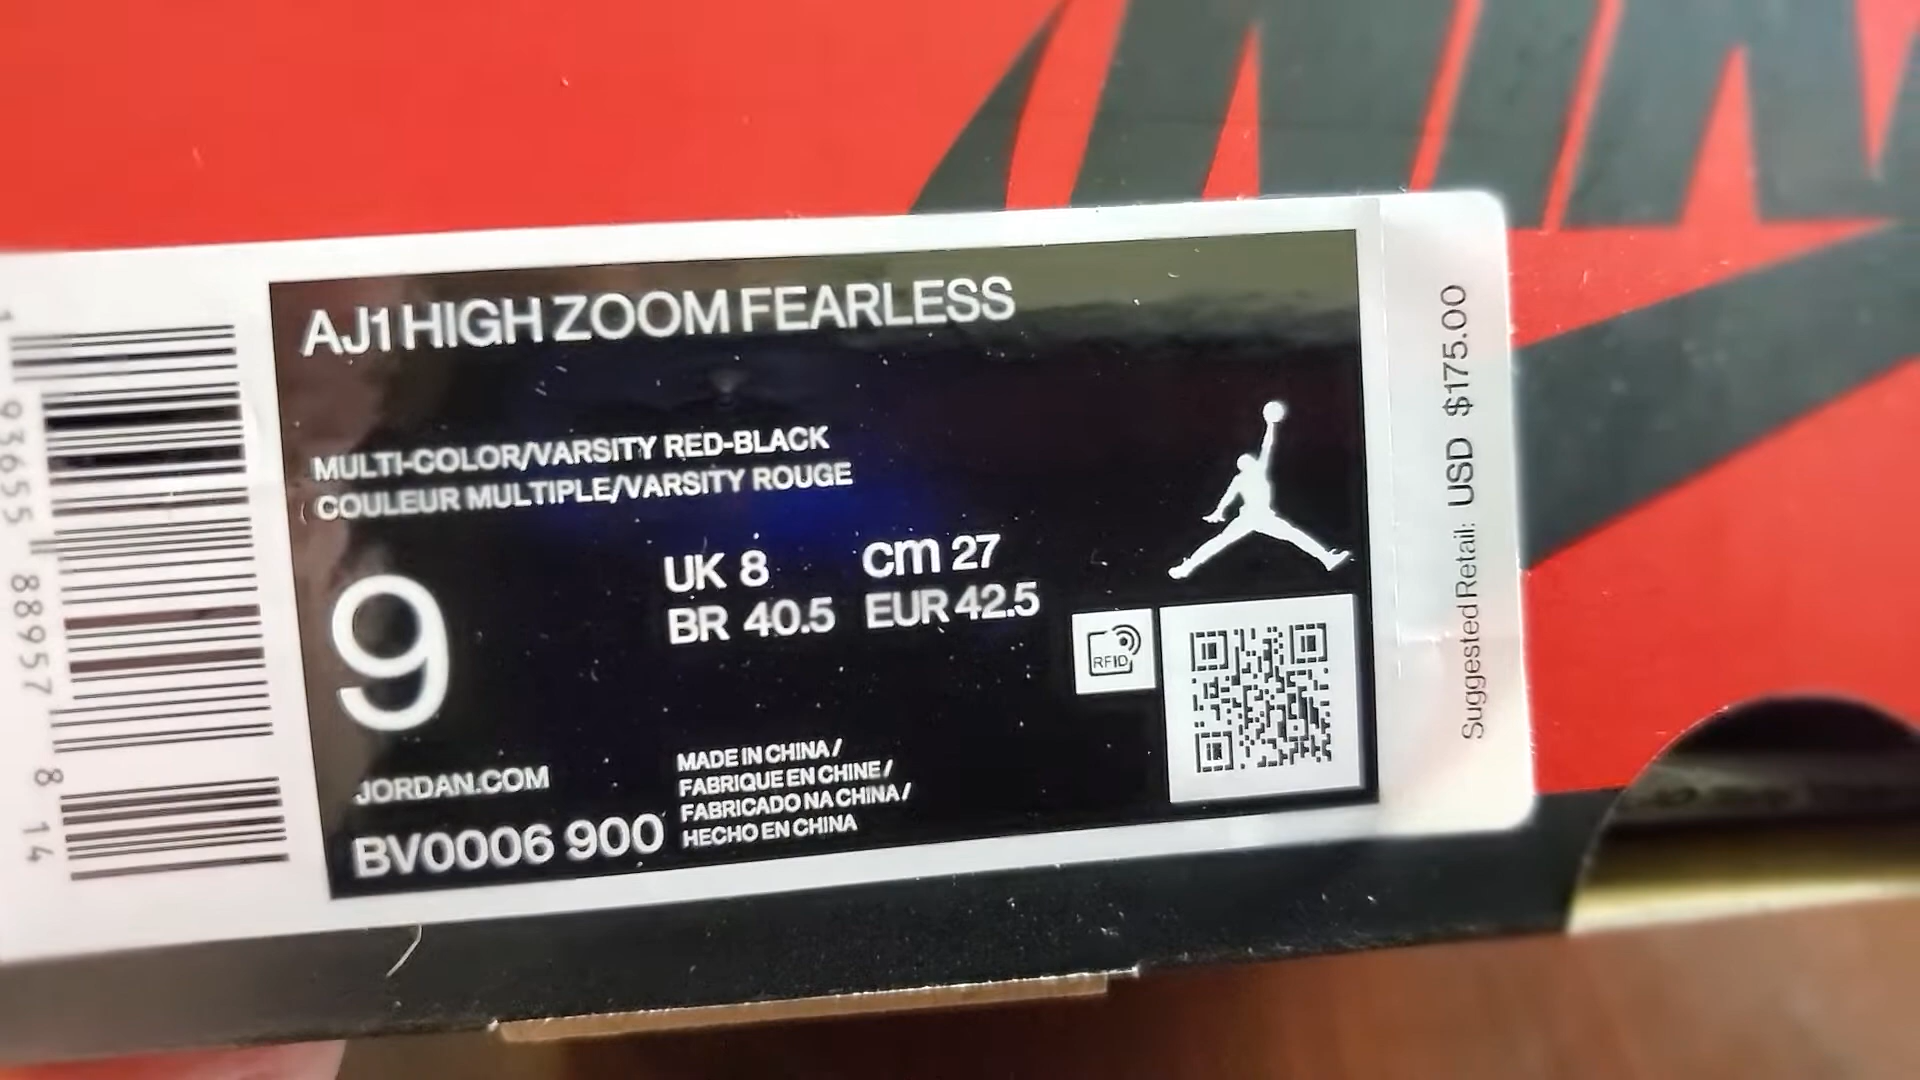 AJ1 HIGH ZOOM FEARLESS
MULTI-COLOR/VARSITY RED-BLACK
COULEUR MULTIPLE/VARSITY ROUGE
9
UK 8 cm 27
BR 40.5 EUR 42.5
RFID
JORDAN.COM
BV0006 900
MADE IN CHINA /
FABRIQUE EN CHINE /
FABRICADO NA CHINA /
HECHO EN CHINA
Suggested Retail: USD $175.00
1 93655 88957 8 14